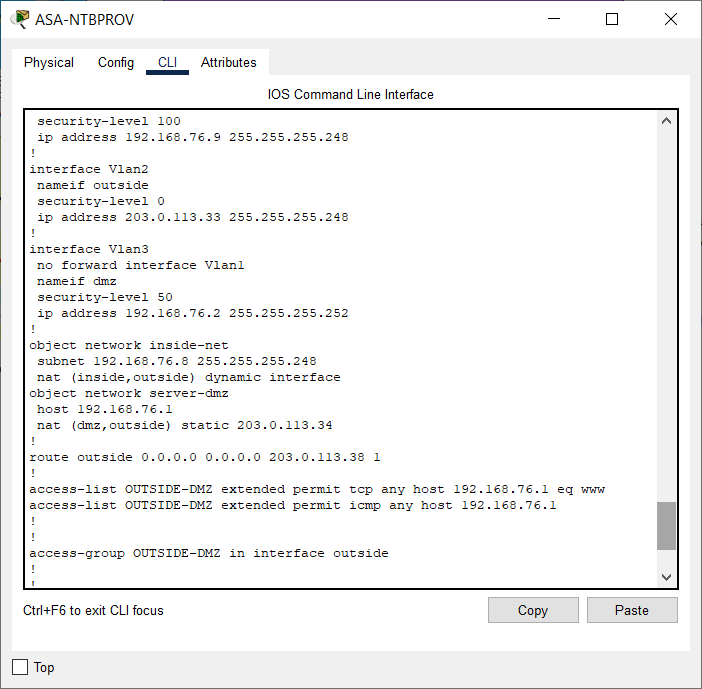 ASA-NTBPROV
Physical Config CLI Attributes
IOS Command Line Interface
security-level 100
ip address 192.168.76.9 255.255.255.248
!
interface Vlan2
nameif outside
security-level 0
ip address 203.0.113.33 255.255.255.248
!
interface Vlan3
no forward interface Vlan1
nameif dmz
security-level 50
ip address 192.168.76.2 255.255.255.252
!
object network inside-net
subnet 192.168.76.8 255.255.255.248
nat (inside,outside) dynamic interface
object network server-dmz
host 192.168.76.1
nat (dmz,outside) static 203.0.113.34
!
route outside 0.0.0.0 0.0.0.0 203.0.113.38 1
!
access-list OUTSIDE-DMZ extended permit tcp any host 192.168.76.1 eq www
access-list OUTSIDE-DMZ extended permit icmp any host 192.168.76.1
!
!
access-group OUTSIDE-DMZ in interface outside
!
!
Ctrl+F6 to exit CLI focus
Copy Paste
Top